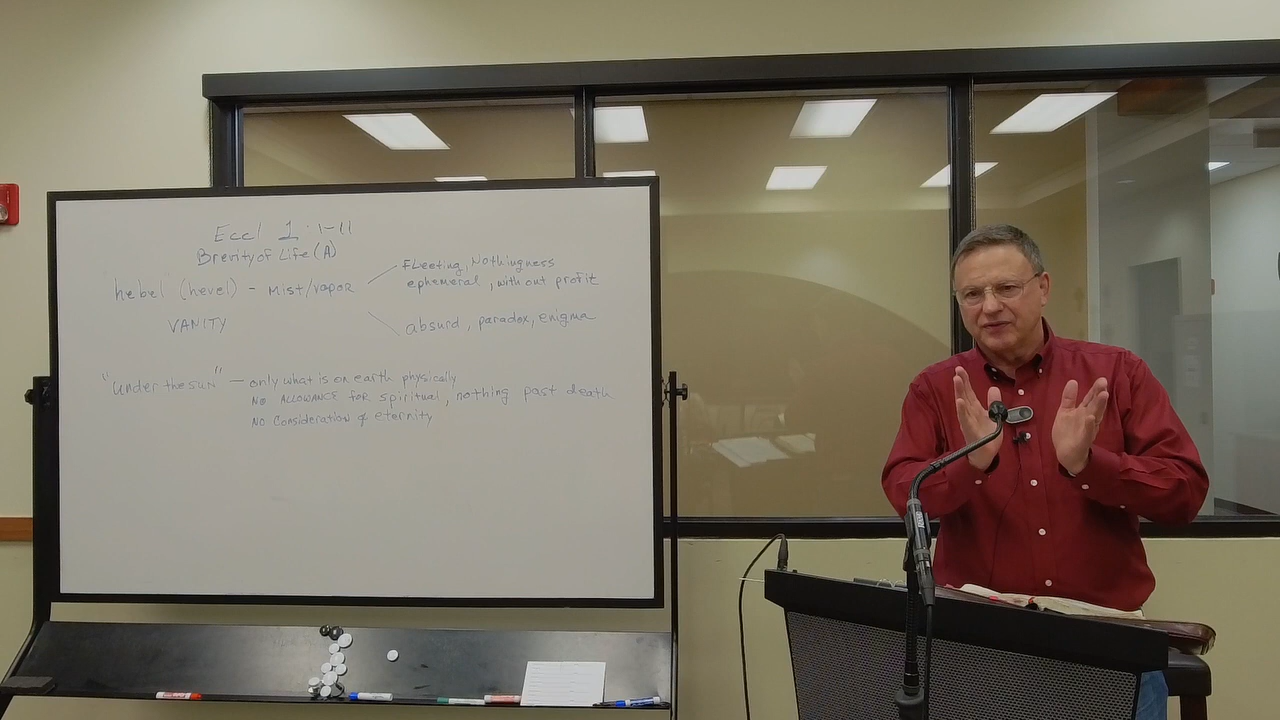 Eccl 1:1-11
Brevity of Life (A)
hebel (hevel) - Mist/vapor
Fleeting, Nothingness
ephemeral, without profit
VANITY
absurd, paradox, enigma
"under the sun" - only what is on earth physically
NO ALLOWANCE for spiritual, nothing past death
NO Consideration of eternity